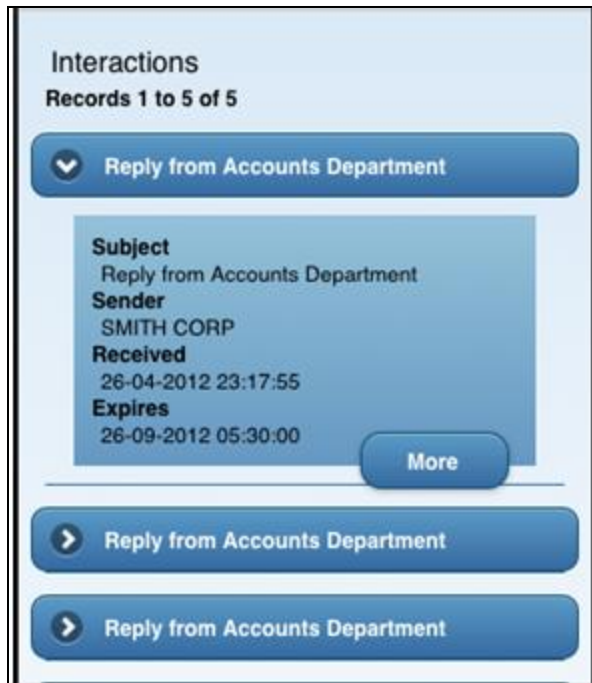 Interactions
Records 1 to 5 of 5
Reply from Accounts Department
Subject
Reply from Accounts Department
Sender
SMITH CORP
Received
26-04-2012 23:17:55
Expires
26-09-2012 05:30:00
More
Reply from Accounts Department
Reply from Accounts Department